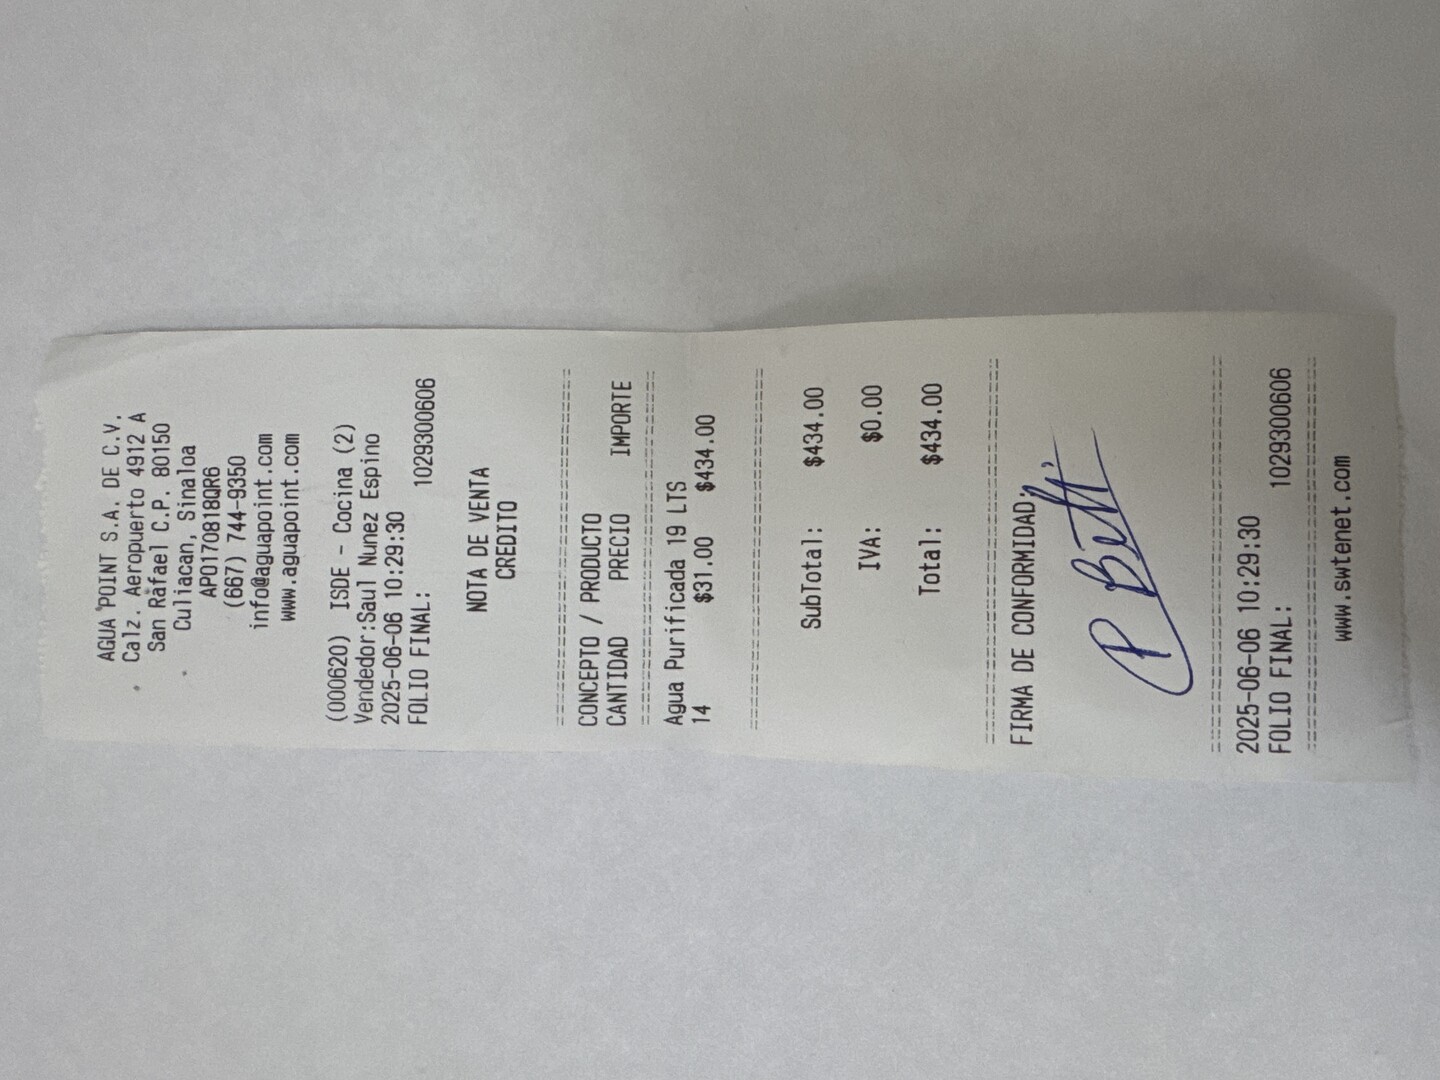 AGUA POINT S.A. DE C.V.
Calz. Aeropuerto 4912 A
San Rafael C.P. 80150
Culiacan, Sinaloa
APO170818QR6
(667) 744-9350
info@aguapoint.com
www.aguapoint.com
(000620) ISDE - Cocina (2)
Vendedor:Saul Nunez Espino
2025-06-06 10:29:30
FOLIO FINAL: 1029300606
NOTA DE VENTA
CREDITO
CONCEPTO / PRODUCTO
CANTIDAD PRECIO IMPORTE
Agua Purificada 19 LTS
14 $31.00 $434.00
SubTotal: $434.00
IVA: $0.00
Total: $434.00
FIRMA DE CONFORMIDAD,
2025-06-06 10:29:30
FOLIO FINAL: 1029300606
www.swtenet.com